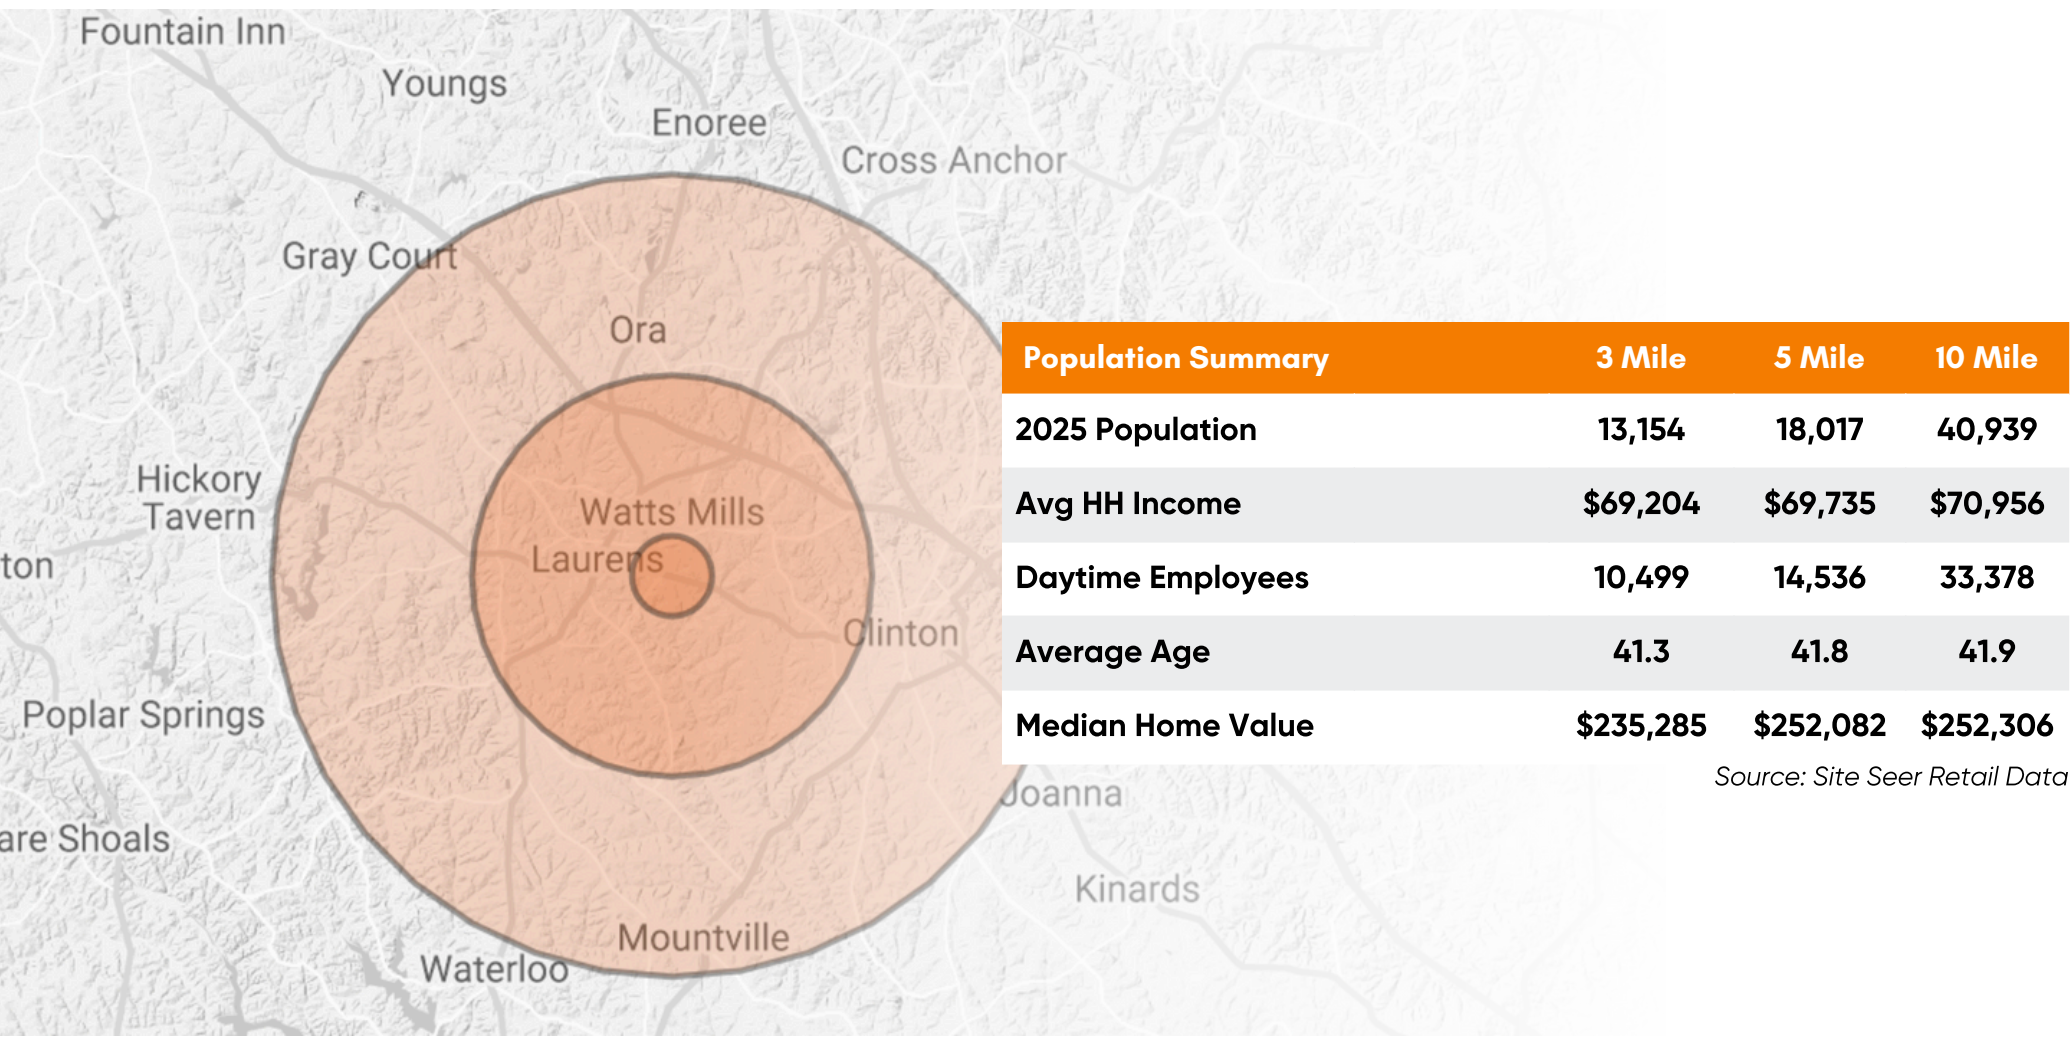 Fountain Inn
Youngs
Enoree
Cross Anchor
Gray Court
Ora
Hickory
Tavern
Watts Mills
Laurens
ton
Clinton
Poplar Springs
Joanna
are Shoals
Kinards
Mountville
Waterloo
Population Summary 3 Mile 5 Mile 10 Mile
2025 Population 13,154 18,017 40,939
Avg HH Income $69,204 $69,735 $70,956
Daytime Employees 10,499 14,536 33,378
Average Age 41.3 41.8 41.9
Median Home Value $235,285 $252,082 $252,306
Source: Site Seer Retail Data